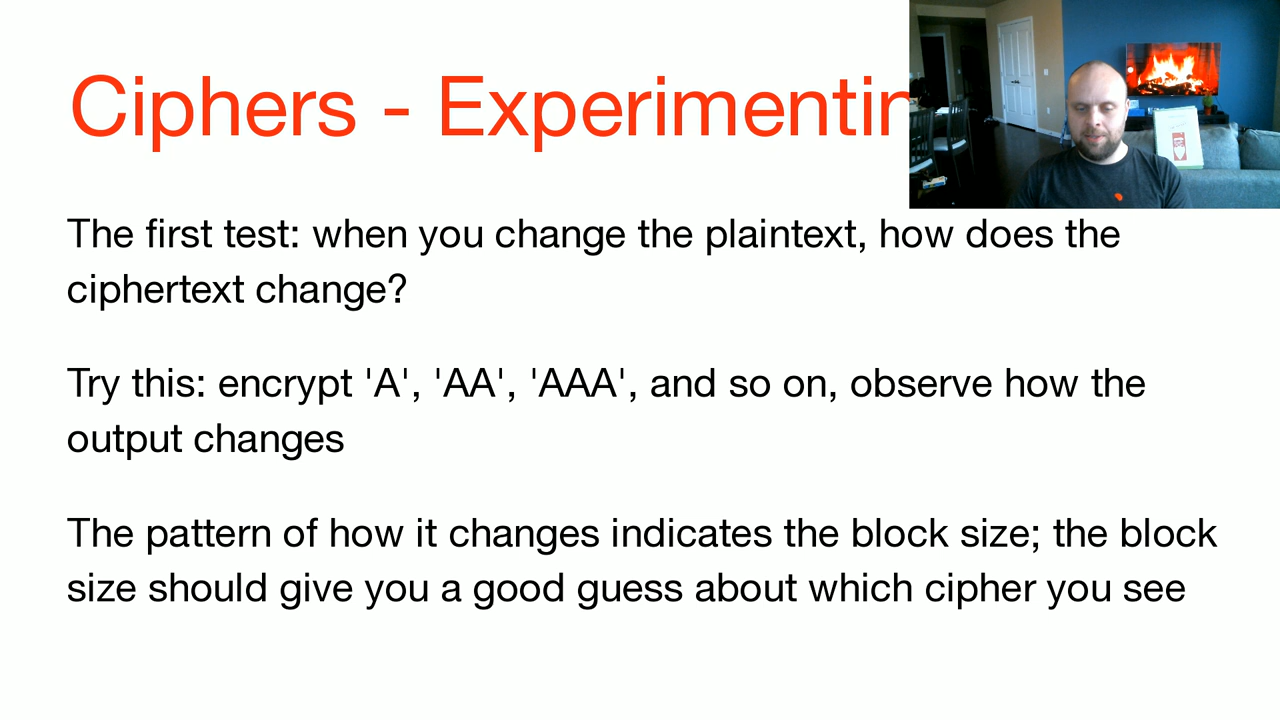 Ciphers - Experimentin
The first test: when you change the plaintext, how does the
ciphertext change?
Try this: encrypt 'A', 'AA', 'AAA', and so on, observe how the
output changes
The pattern of how it changes indicates the block size; the block
size should give you a good guess about which cipher you see